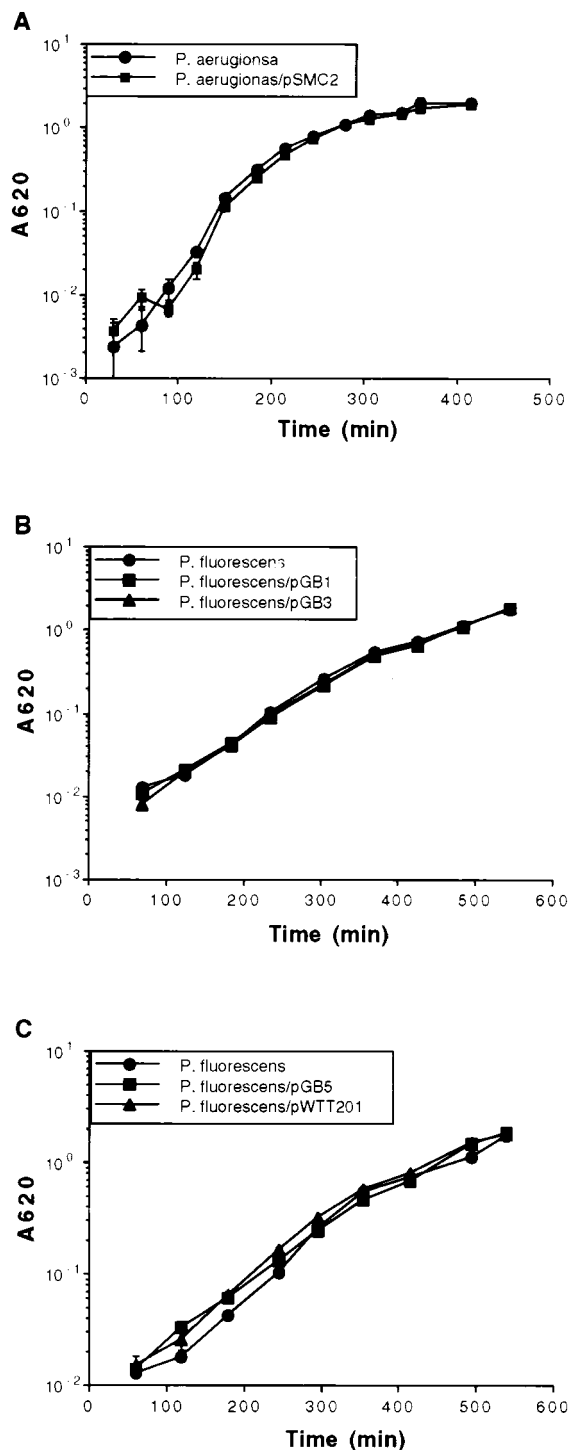 A
P. aerugionsa
P. aerugionas/pSMC2
10^1
10^0
10^-1
10^-2
10^-3
A620
0 100 200 300 400 500
Time (min)
B
P. fluorescens
P. fluorescens/pGB1
P. fluorescens/pGB3
10^1
10^0
10^-1
10^-2
10^-3
A620
0 100 200 300 400 500 600
Time (min)
C
P. fluorescens
P. fluorescens/pGB5
P. fluorescens/pWTT201
10^1
10^0
10^-1
10^-2
A620
0 100 200 300 400 500 600
Time (min)